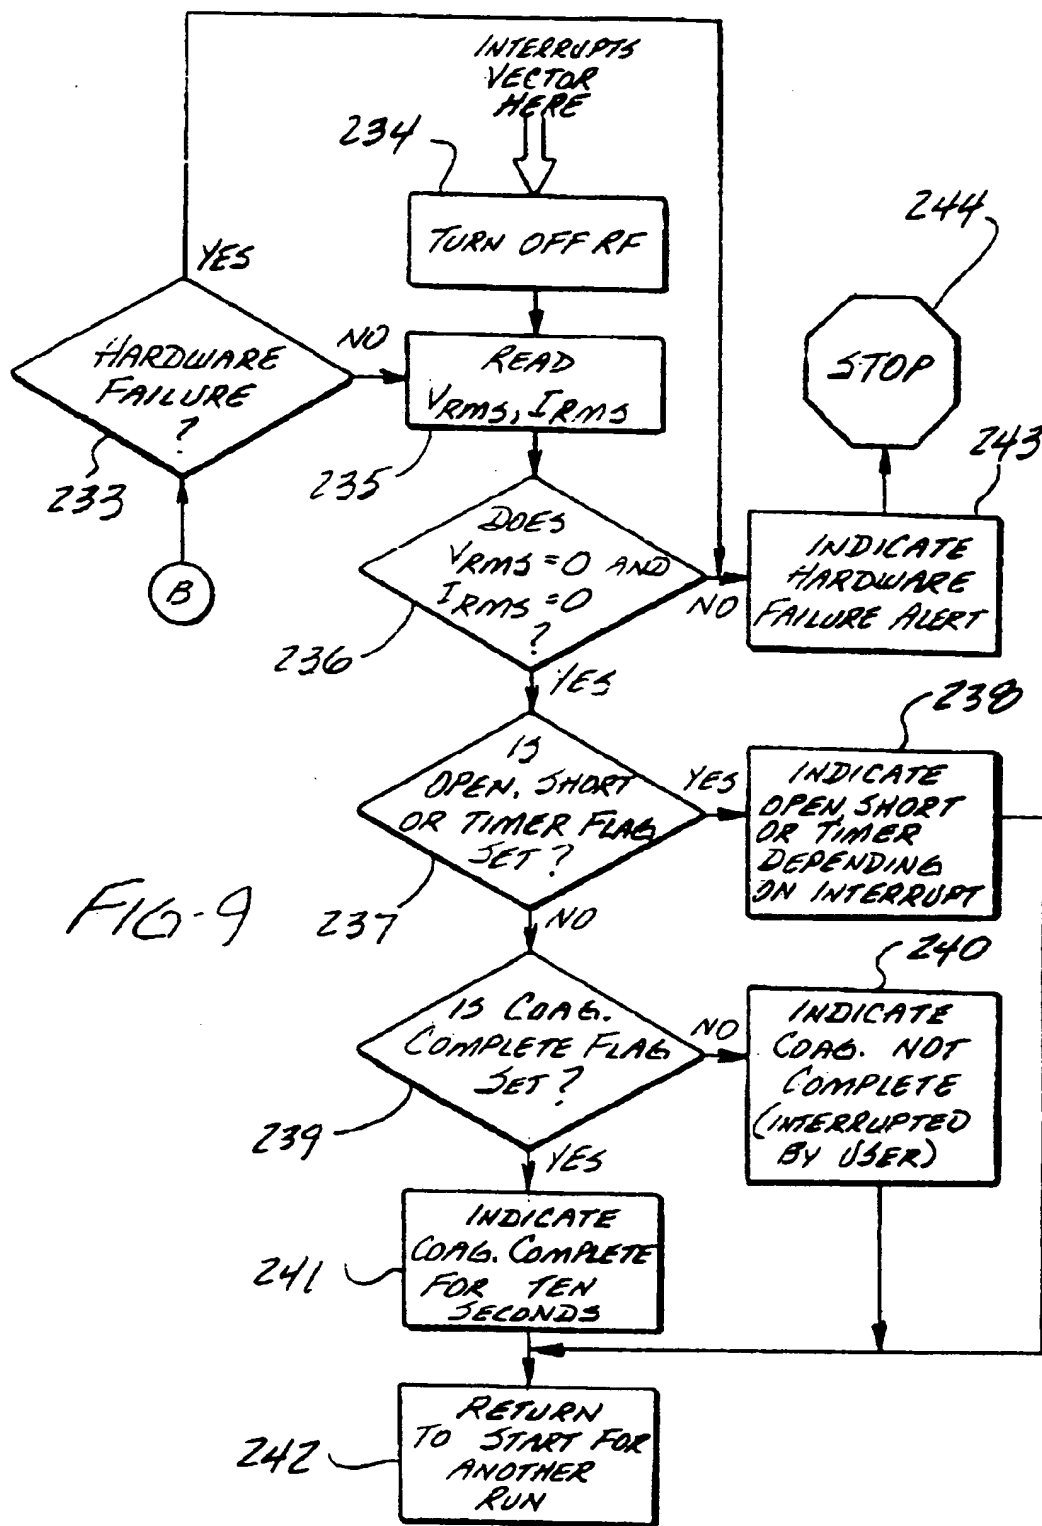 INTERRUPTS
VECTOR
HERE
234
TURN OFF RF
244
STOP
YES
HARDWARE
FAILURE
?
233
NO
READ
VRMS, IRMS
235
B
DOES
VRMS = 0 AND
IRMS = 0
?
236
NO
243
INDICATE
HARDWARE
FAILURE ALERT
YES
IS
OPEN, SHORT
OR TIMER FLAG
SET?
237
YES
238
INDICATE
OPEN, SHORT
OR TIMER
DEPENDING
ON INTERRUPT
FIG-9
NO
IS COAG.
COMPLETE FLAG
SET?
239
NO
240
INDICATE
COAG. NOT
COMPLETE
(INTERRUPTED
BY USER)
YES
INDICATE
COAG. COMPLETE
FOR TEN
SECONDS
241
RETURN
TO START FOR
ANOTHER
RUN
242